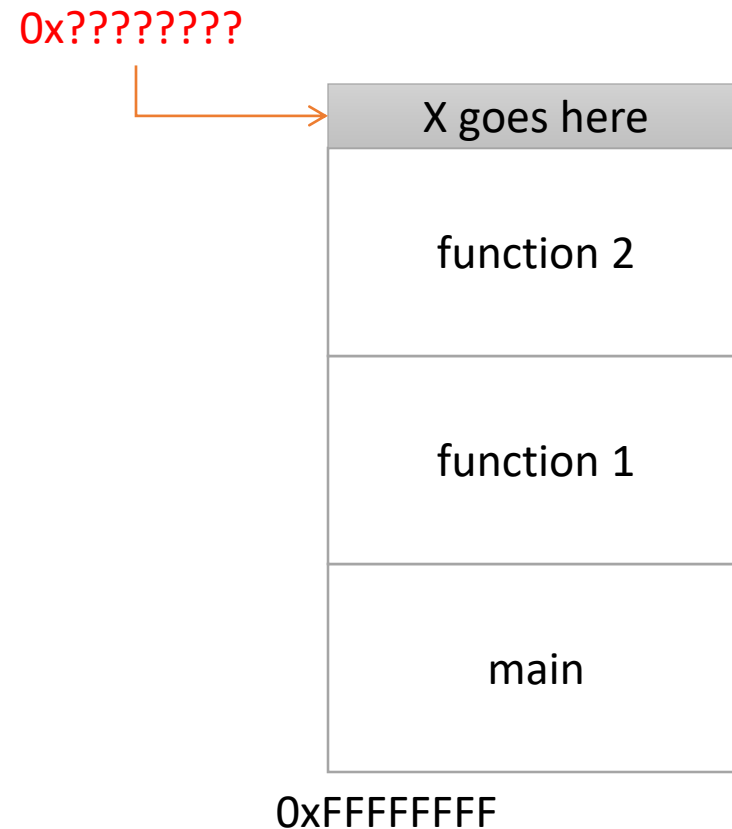 0x????????
X goes here
function 2
function 1
main
0xFFFFFFFF